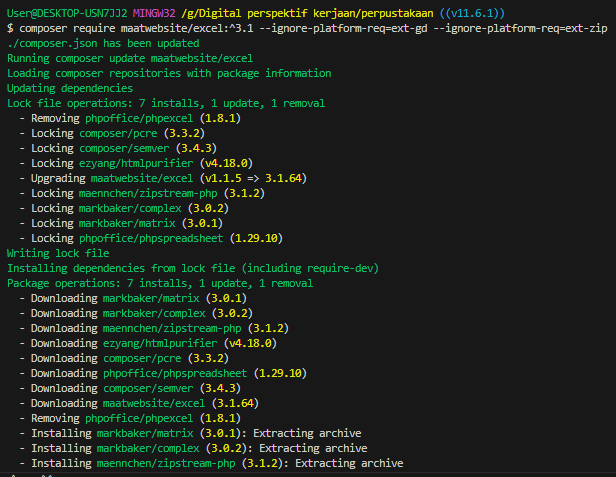 User@DESKTOP-USN7JJ2 MINGW32 /g/Digital perspektif kerjaan/perpustakaan ((v11.6.1))
$ composer require maatwebsite/excel:^3.1 --ignore-platform-req=ext-gd --ignore-platform-req=ext-zip
./composer.json has been updated
Running composer update maatwebsite/excel
Loading composer repositories with package information
Updating dependencies
Lock file operations: 7 installs, 1 update, 1 removal
  - Removing phpoffice/phpexcel (1.8.1)
  - Locking composer/pcre (3.3.2)
  - Locking composer/semver (3.4.3)
  - Locking ezyang/htmlpurifier (v4.18.0)
  - Upgrading maatwebsite/excel (v1.1.5 => 3.1.64)
  - Locking maennchen/zipstream-php (3.1.2)
  - Locking markbaker/complex (3.0.2)
  - Locking markbaker/matrix (3.0.1)
  - Locking phpoffice/phpspreadsheet (1.29.10)
Writing lock file
Installing dependencies from lock file (including require-dev)
Package operations: 7 installs, 1 update, 1 removal
  - Downloading markbaker/matrix (3.0.1)
  - Downloading markbaker/complex (3.0.2)
  - Downloading maennchen/zipstream-php (3.1.2)
  - Downloading ezyang/htmlpurifier (v4.18.0)
  - Downloading composer/pcre (3.3.2)
  - Downloading phpoffice/phpspreadsheet (1.29.10)
  - Downloading composer/semver (3.4.3)
  - Downloading maatwebsite/excel (3.1.64)
  - Removing phpoffice/phpexcel (1.8.1)
  - Installing markbaker/matrix (3.0.1): Extracting archive
  - Installing markbaker/complex (3.0.2): Extracting archive
  - Installing maennchen/zipstream-php (3.1.2): Extracting archive